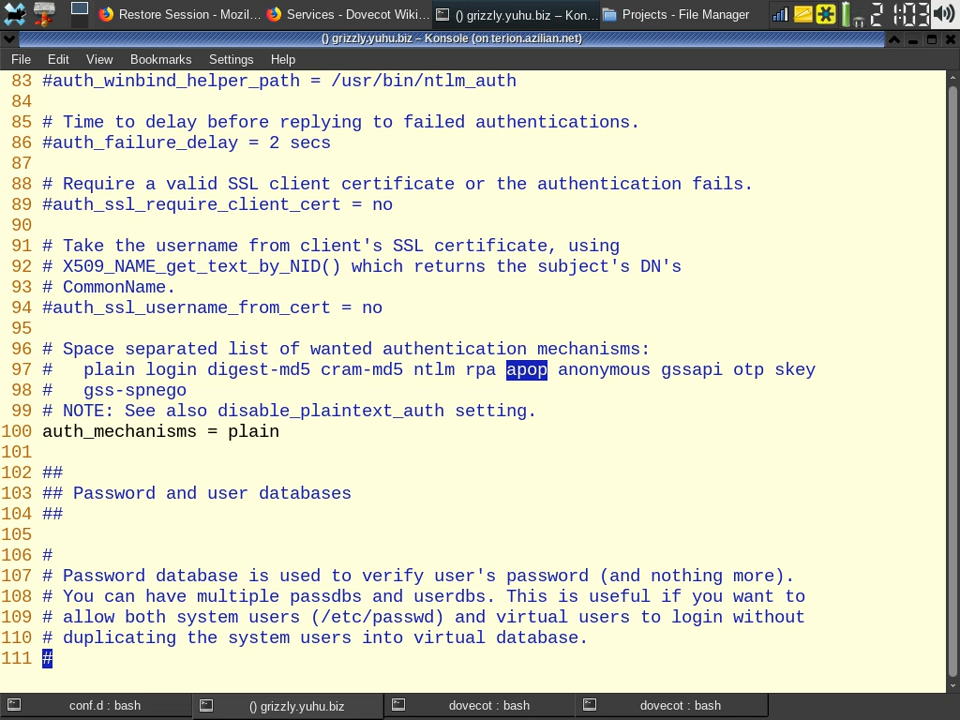 Restore Session - Mozil... Services - Dovecot Wiki... () grizzly.yuhu.biz – Kon... Projects - File Manager 2 1:03
() grizzly.yuhu.biz – Konsole (on terion.azilian.net)
File Edit View Bookmarks Settings Help
83 #auth_winbind_helper_path = /usr/bin/ntlm_auth
84
85 # Time to delay before replying to failed authentications.
86 #auth_failure_delay = 2 secs
87
88 # Require a valid SSL client certificate or the authentication fails.
89 #auth_ssl_require_client_cert = no
90
91 # Take the username from client's SSL certificate, using
92 # X509_NAME_get_text_by_NID() which returns the subject's DN's
93 # CommonName.
94 #auth_ssl_username_from_cert = no
95
96 # Space separated list of wanted authentication mechanisms:
97 #   plain login digest-md5 cram-md5 ntlm rpa apop anonymous gssapi otp skey
98 #   gss-spnego
99 # NOTE: See also disable_plaintext_auth setting.
100 auth_mechanisms = plain
101
102 ##
103 ## Password and user databases
104 ##
105
106 #
107 # Password database is used to verify user's password (and nothing more).
108 # You can have multiple passdbs and userdbs. This is useful if you want to
109 # allow both system users (/etc/passwd) and virtual users to login without
110 # duplicating the system users into virtual database.
111 #
conf.d : bash () grizzly.yuhu.biz dovecot : bash dovecot : bash